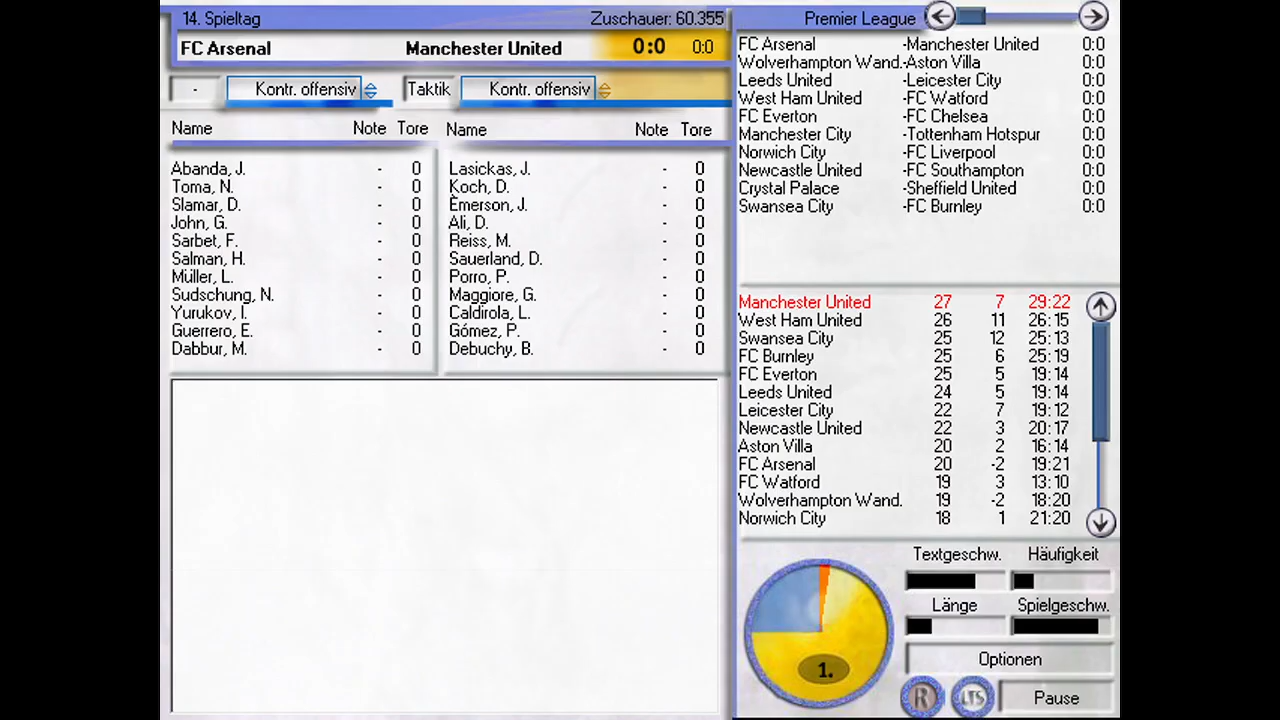 14. Spieltag Zuschauer: 60.355
FC Arsenal Manchester United 0:0 0:0
- Kontr. offensiv Taktik Kontr. offensiv
Name Note Tore Name Note Tore
Abanda, J. - 0 Lasickas, J. - 0
Toma, N. - 0 Koch, D. - 0
Slamar, D. - 0 Èmerson, J. - 0
John, G. - 0 Ali, D. - 0
Sarbet, F. - 0 Reiss, M. - 0
Salman, H. - 0 Sauerland, D. - 0
Müller, L. - 0 Porro, P. - 0
Sudschung, N. - 0 Maggiore, G. - 0
Yurukov, I. - 0 Caldirola, L. - 0
Guerrero, E. - 0 Gómez, P. - 0
Dabbur, M. - 0 Debuchy, B. - 0
Premier League
FC Arsenal -Manchester United 0:0
Wolverhampton Wand.-Aston Villa 0:0
Leeds United -Leicester City 0:0
West Ham United -FC Watford 0:0
FC Everton -FC Chelsea 0:0
Manchester City -Tottenham Hotspur 0:0
Norwich City -FC Liverpool 0:0
Newcastle United -FC Southampton 0:0
Crystal Palace -Sheffield United 0:0
Swansea City -FC Burnley 0:0
Manchester United 27 7 29:22
West Ham United 26 11 26:15
Swansea City 25 12 25:13
FC Burnley 25 6 25:19
FC Everton 25 5 19:14
Leeds United 24 5 19:14
Leicester City 22 7 19:12
Newcastle United 22 3 20:17
Aston Villa 20 2 16:14
FC Arsenal 20 -2 19:21
FC Watford 19 3 13:10
Wolverhampton Wand. 19 -2 18:20
Norwich City 18 1 21:20
Textgeschw. Häufigkeit
Länge Spielgeschw.
1.
Optionen
R LTS Pause